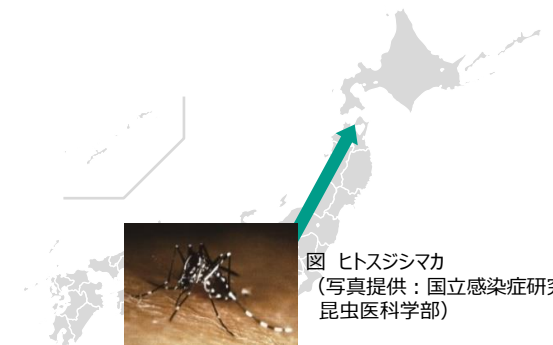 図 ヒトスジシマカ
（写真提供：国立感染症研究
昆虫医科学部）